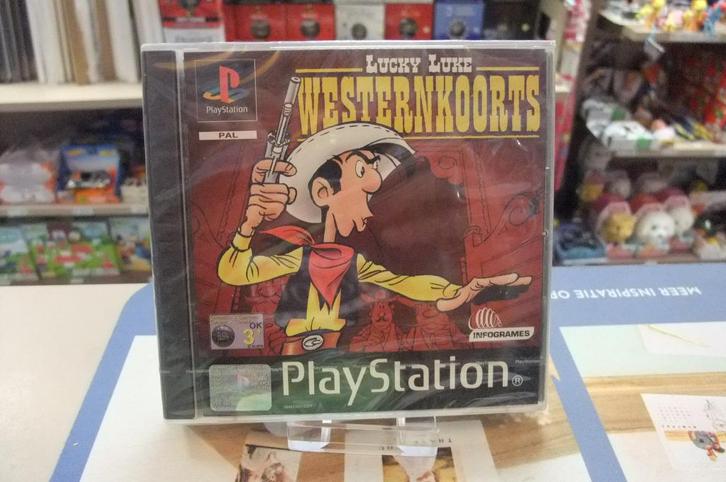 LUCKY LUKE
WESTERNKOORTS
PlayStation
PAL
OK
3
INFOGRAMES
PlayStation®
MEER INSPIRATIE OP